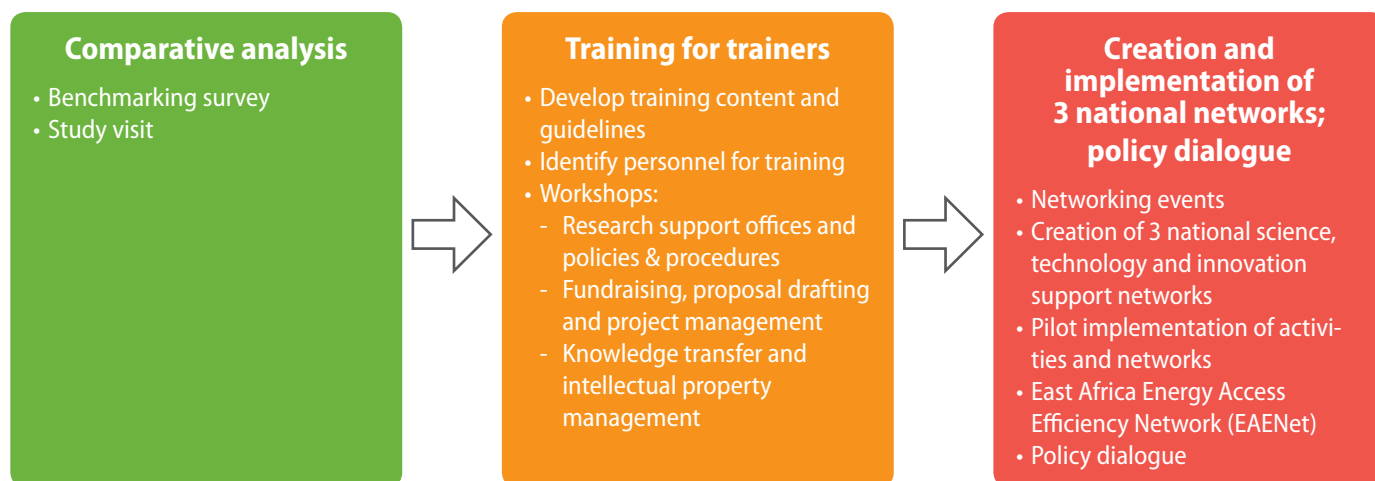 Comparative analysis
• Benchmarking survey
• Study visit
Training for trainers
• Develop training content and
guidelines
• Identify personnel for training
• Workshops:
- Research support offices and
policies & procedures
- Fundraising, proposal drafting
and project management
- Knowledge transfer and
intellectual property
management
Creation and
implementation of
3 national networks;
policy dialogue
• Networking events
• Creation of 3 national science,
technology and innovation
support networks
• Pilot implementation of activi-
ties and networks
• East Africa Energy Access
Efficiency Network (EAENet)
• Policy dialogue